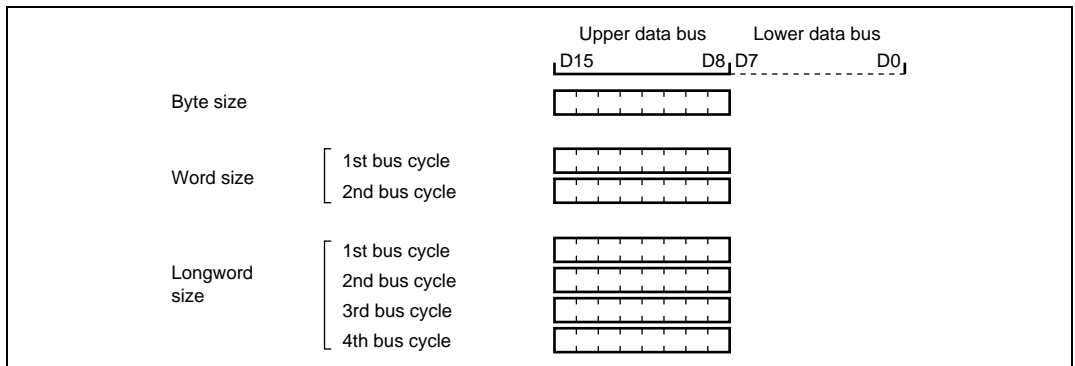 Upper data bus Lower data bus
D15 D8 D7 D0
Byte size
Word size
1st bus cycle
2nd bus cycle
Longword
size
1st bus cycle
2nd bus cycle
3rd bus cycle
4th bus cycle